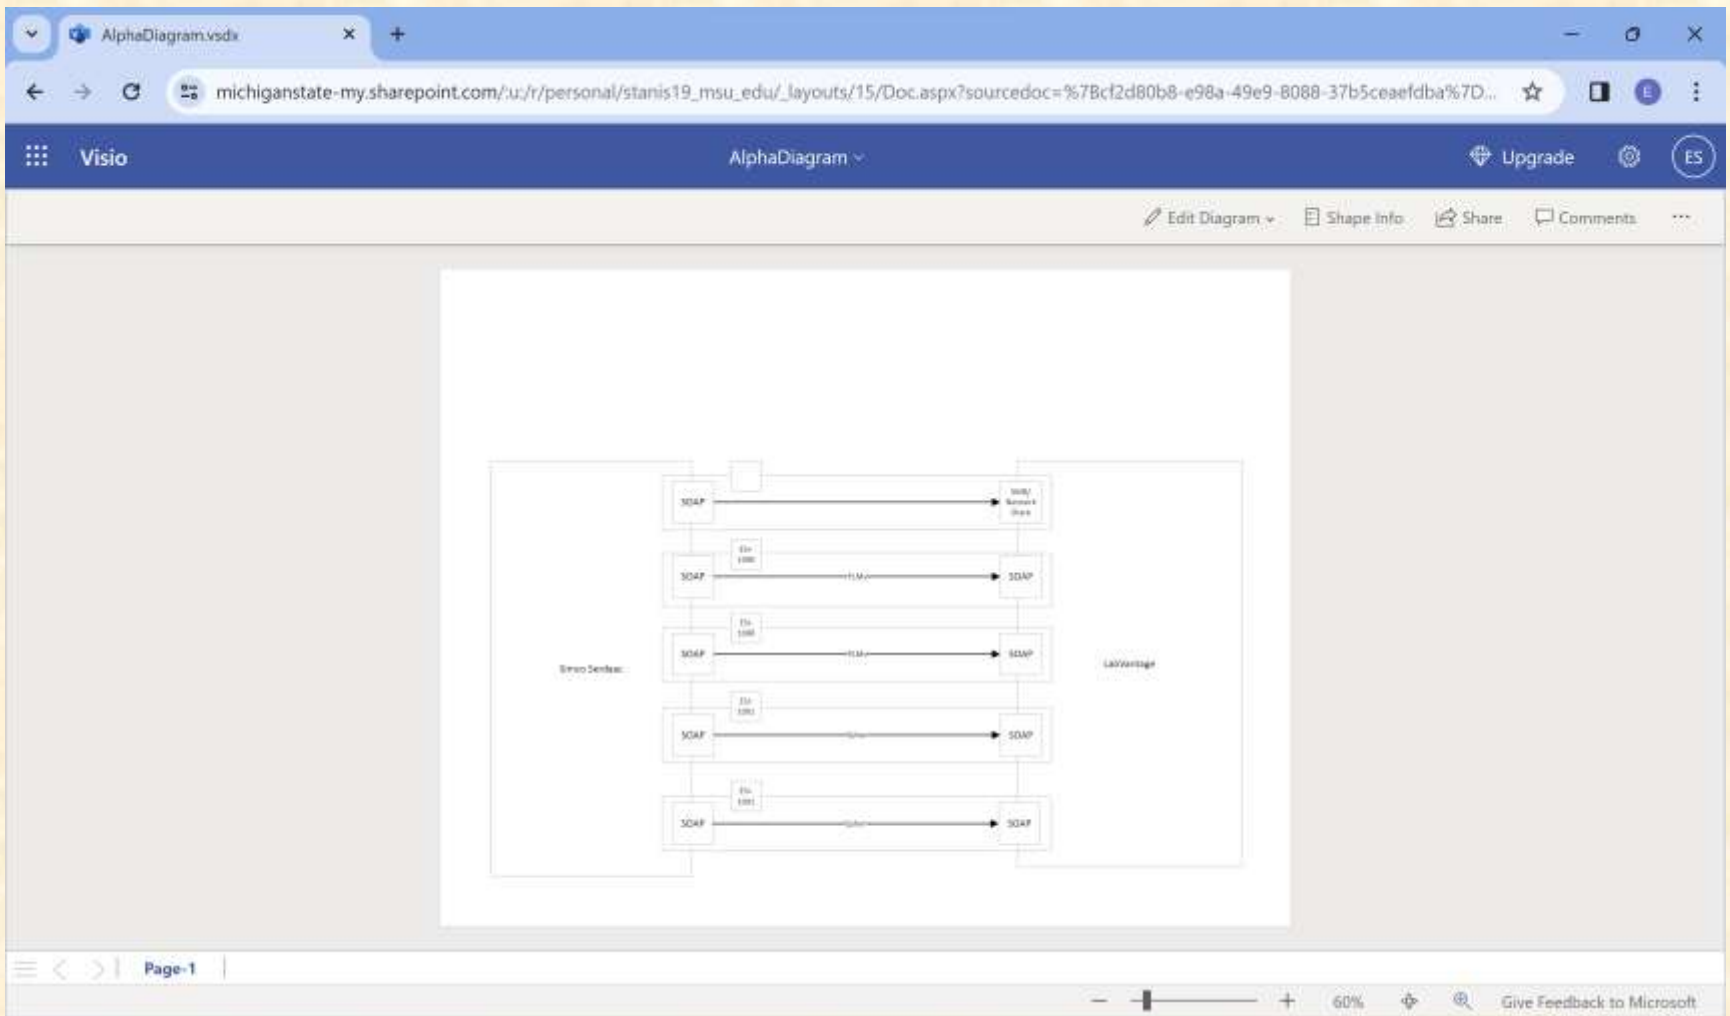 AlphaDiagram.vsdx
michiganstate-my.sharepoint.com/:u:/r/personal/stanis19_msu_edu/_layouts/15/Doc.aspx?sourcedoc=%7Bcf2d80b8-e98a-49e9-8088-37b5ceaefdba%7D...
E
Visio
AlphaDiagram
Upgrade
ES
Edit Diagram
Shape Info
Share
Comments
SOAP
SOAP
SOAP
SOAP
SOAP
SOAP
SOAP
LabVantage
SOAP
SOAP
Page-1
60%
Give Feedback to Microsoft